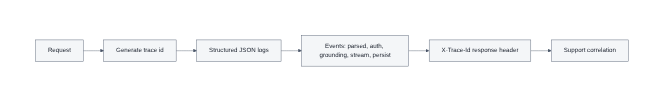 Request
Generate trace id
Structured JSON logs
Events: parsed, auth,
grounding, stream, persist
X-Trace-Id response header
Support correlation